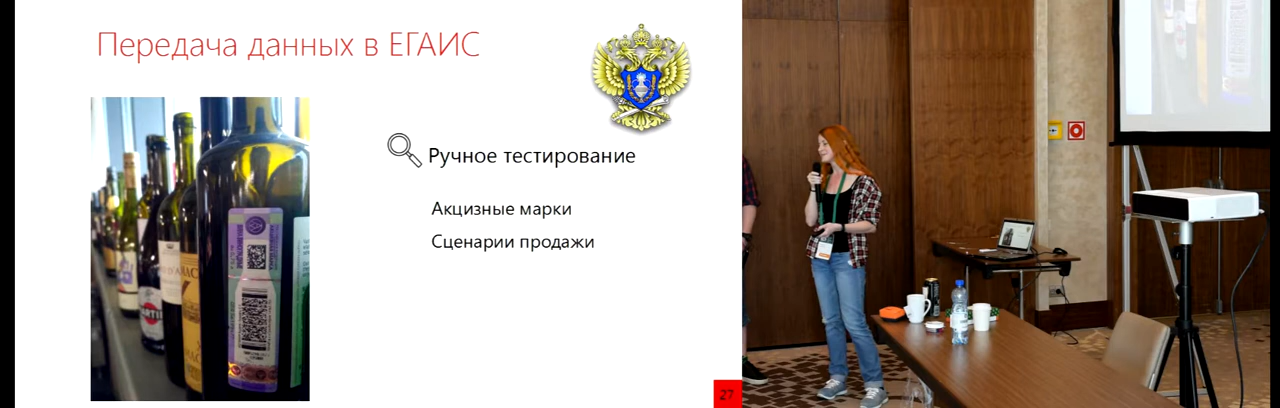 Передача данных в ЕГАИС
Ручное тестирование
Акцизные марки
Сценарии продажи
27